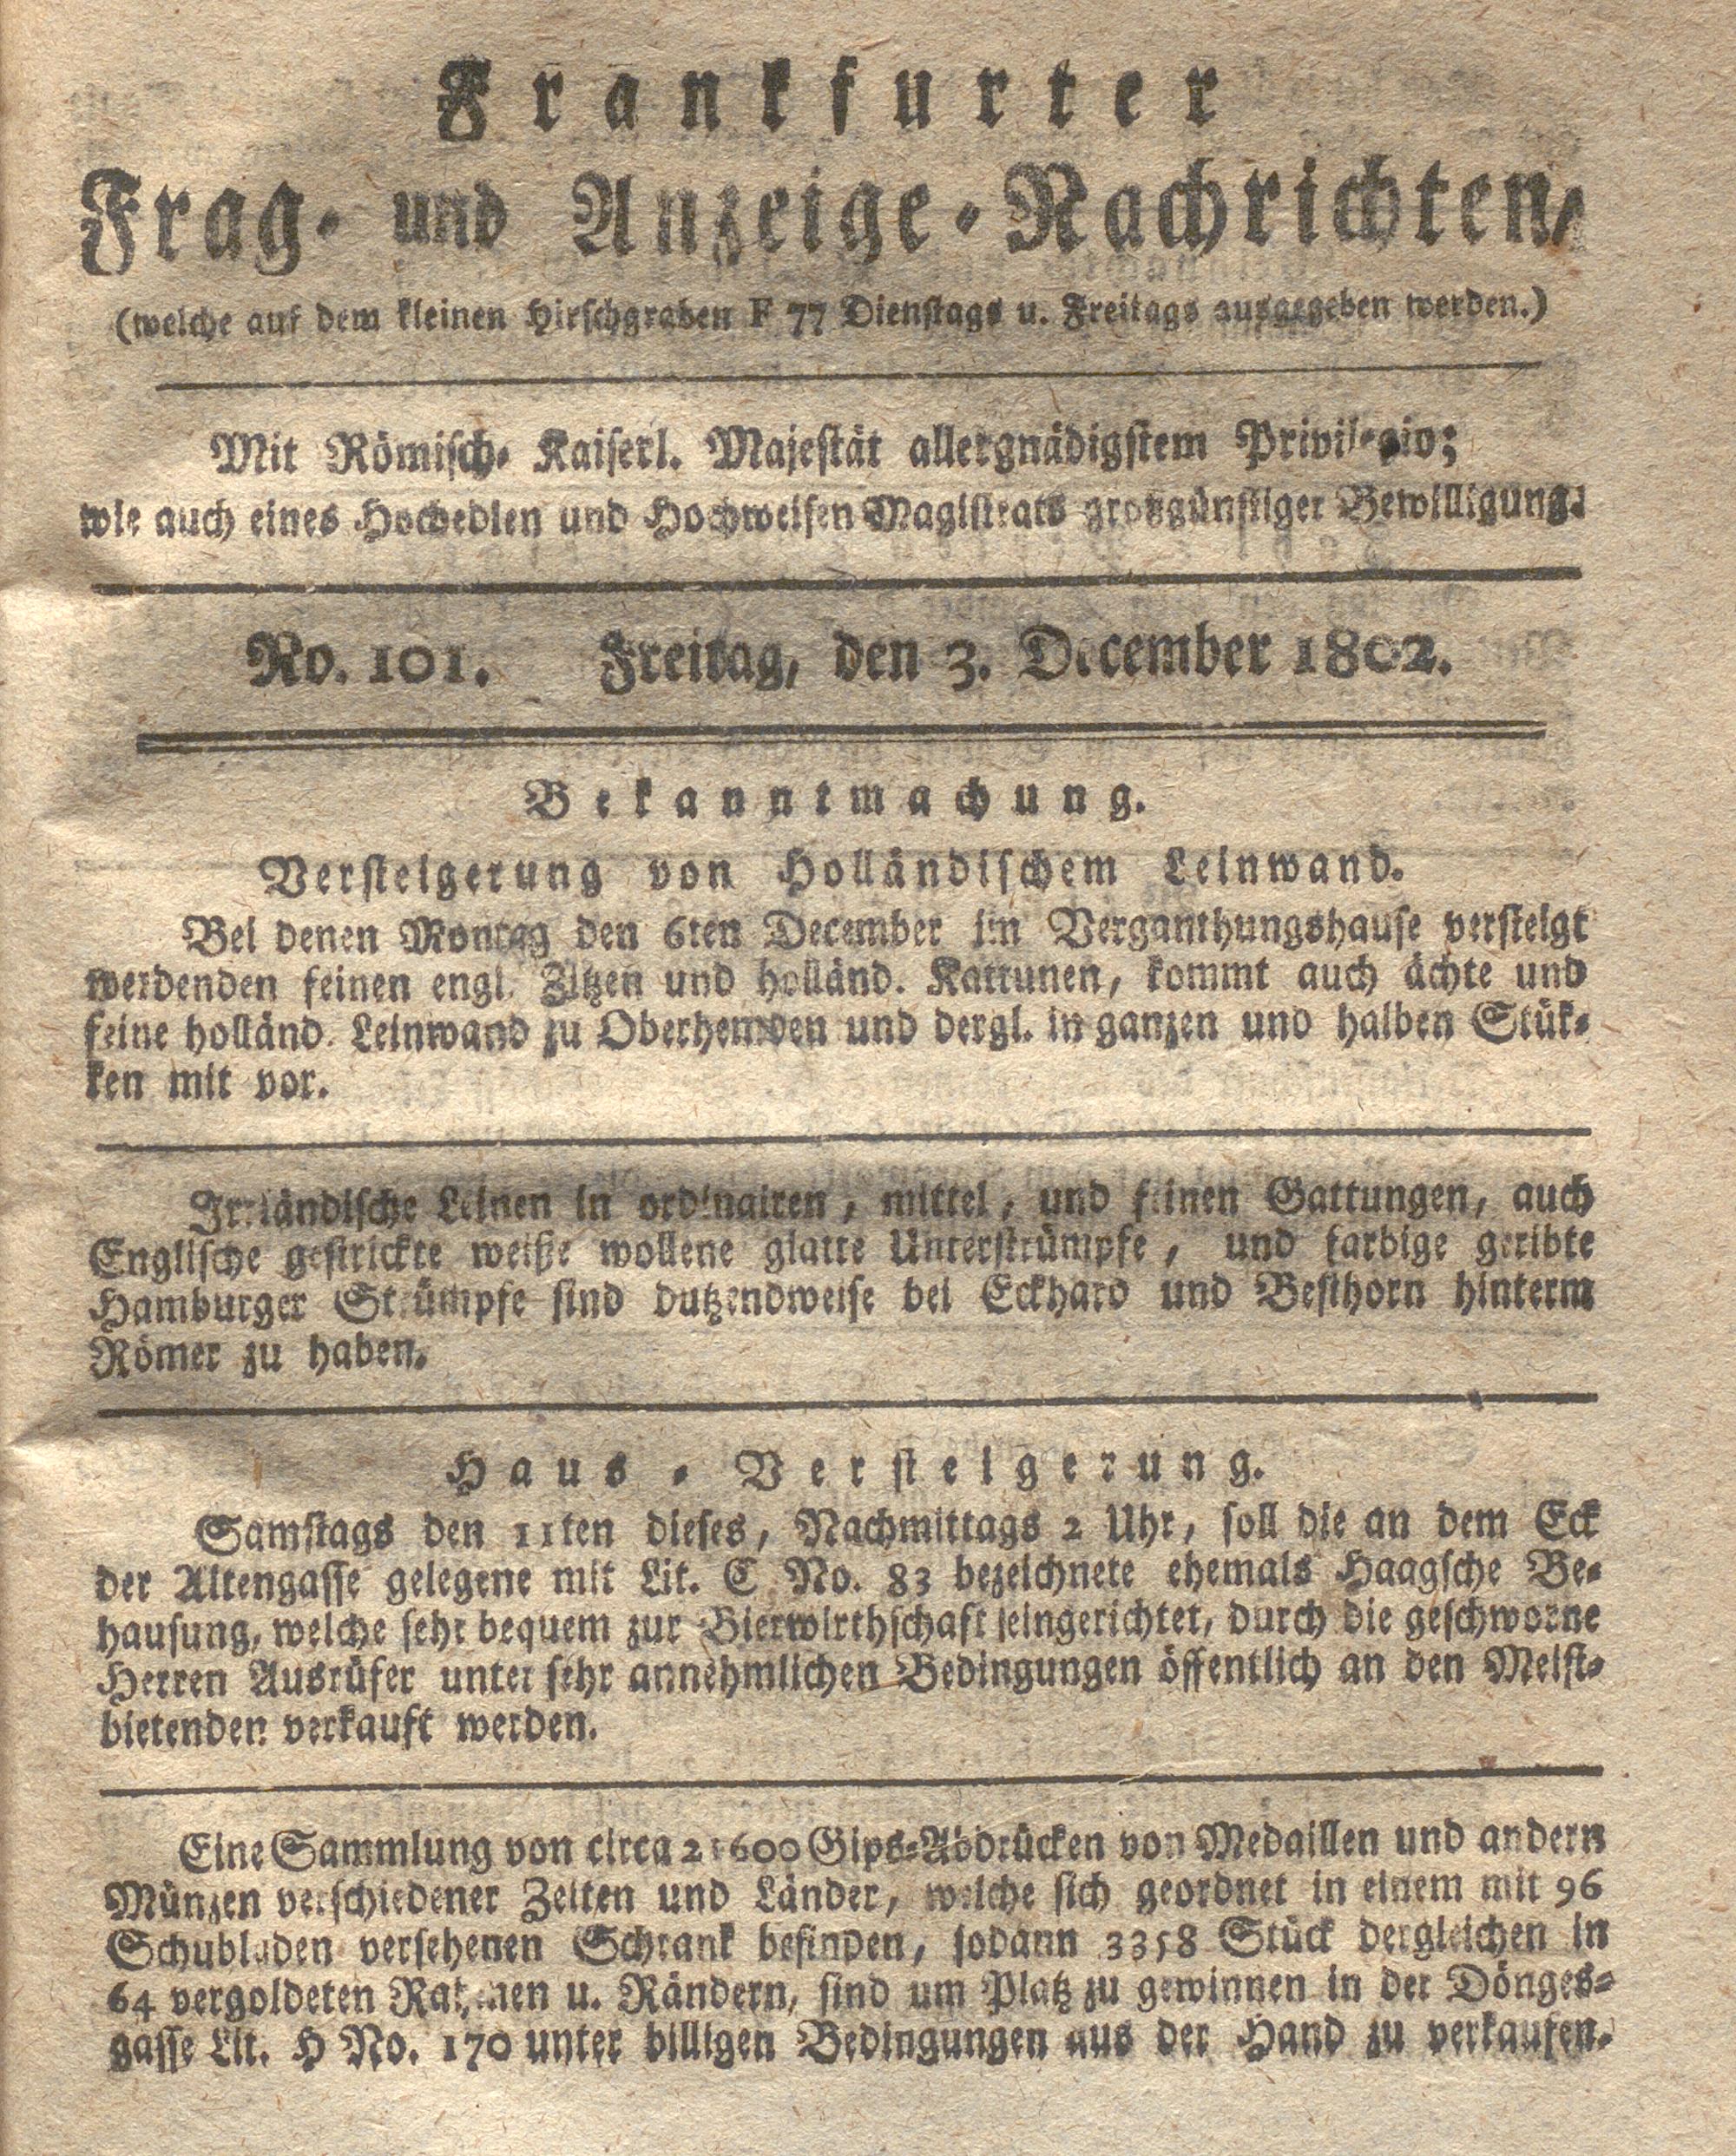 Frankfurter
Frag- und Anzeige-Nachrichten,
(welche auf dem kleinen Hirschgraben F 77 Dienstags u. Freitags ausgegeben werden.)
Mit Römisch- Kaiserl. Majestät allergnädigstem Privilegio;
wie auch eines Hochedlen und Hochweisen Magistrats großgünstiger Bewilligung.
No. 101. Freitag, den 3. December 1802.
Bekanntmachung.
Versteigerung von Holländischem Leinwand.
Bei denen Montag den 6ten December im Verganthungshause versteigt
werdenden feinen engl. Zitzen und holländ. Kattunen, kommt auch ächte und
feine holländ. Leinwand zu Oberhemden und dergl. in ganzen und halben Stük-
ken mit vor.
Irrländische Leinen in ordinairen, mittel, und feinen Gattungen, auch
Englische gestrickte weiße wollene glatte Unterstrümpfe, und farbige geribte
Hamburger Strümpfe sind dutzendweise bei Eckhard und Besthorn hinterm
Römer zu haben.
Haus-Versteigerung.
Samstags den 11ten dieses, Nachmittags 2 Uhr, soll die an dem Eck
der Altengasse gelegene mit Lit. C No. 83 bezeichnete ehemals Haagsche Be-
hausung, welche sehr bequem zur Bierwirthschaft eingerichtet, durch die geschworne
Herren Ausrüfer unter sehr annehmlichen Bedingungen öffentlich an den Meist-
bietenden verkauft werden.
Eine Sammlung von circa 21600 Gips-Abdrücken von Medaillen und andern
Münzen verschiedener Zeiten und Länder, welche sich geordnet in einem mit 96
Schubladen versehenen Schrank befinden, sodann 3358 Stück dergleichen in
64 vergoldeten Rahmen u. Rändern, sind um Platz zu gewinnen in der Dönges-
gasse Lit. H No. 170 unter billigen Bedingungen aus der Hand zu verkaufen.